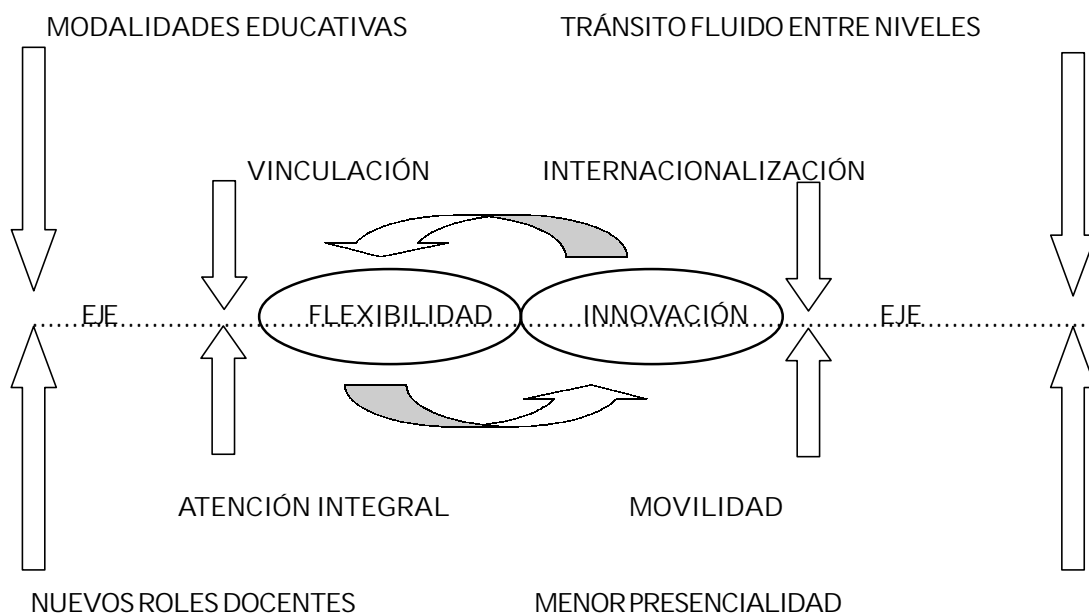 MODALIDADES EDUCATIVAS TRÁNSITO FLUIDO ENTRE NIVELES
VINCULACIÓN INTERNACIONALIZACIÓN
EJE FLEXIBILIDAD INNOVACIÓN EJE
ATENCIÓN INTEGRAL MOVILIDAD
NUEVOS ROLES DOCENTES MENOR PRESENCIALIDAD